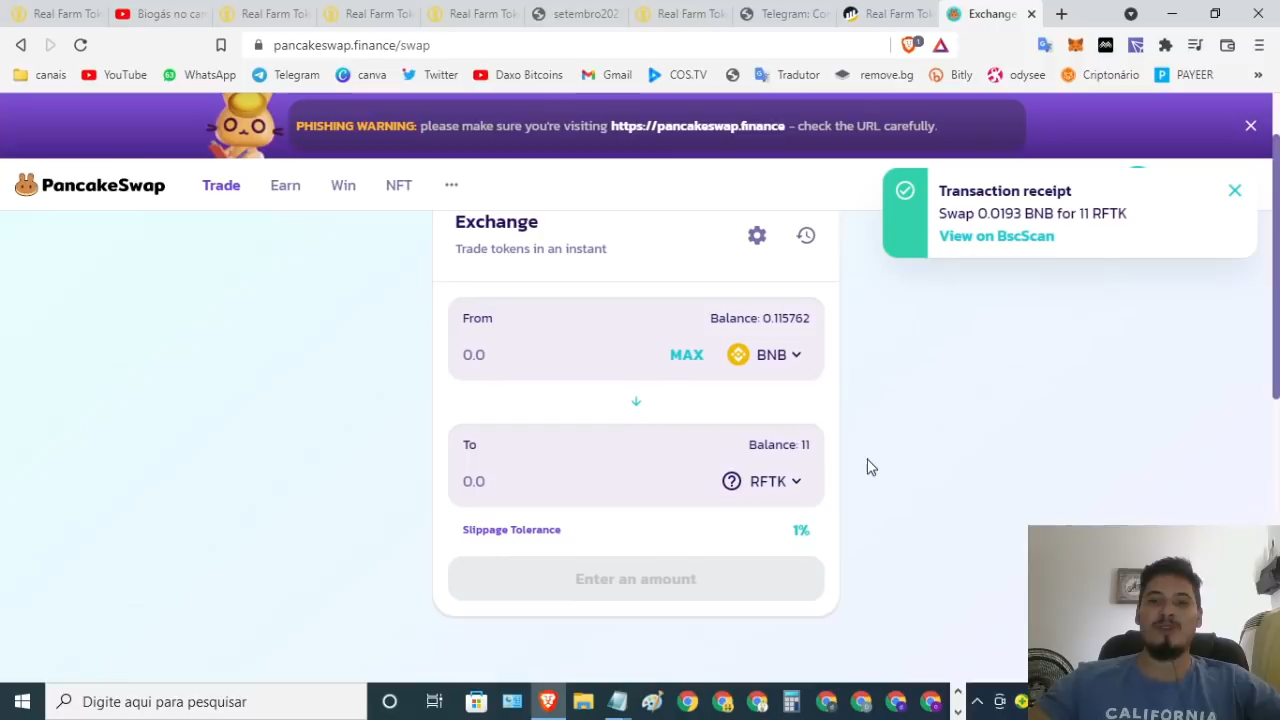 Real Farm Tok
Biogás no can
Real Farm Tok
Real Farm Tok
Real Farm Tok
setembro202
Real Farm Tok
Telegram: Cor
Real Farm Tok
Exchange
pancakeswap.finance/swap
1
canais
YouTube
WhatsApp
Telegram
canva
Twitter
Daxo Bitcoins
Gmail
COS.TV
Tradutor
remove.bg
Bitly
odysee
Criptonário
PAYEER
»
PHISHING WARNING: please make sure you're visiting https://pancakeswap.finance - check the URL carefully.
PancakeSwap
Trade
Earn
Win
NFT
Transaction receipt
Swap 0.0193 BNB for 11 RFTK
View on BscScan
Exchange
Trade tokens in an instant
From
Balance: 0.115762
0.0
MAX
BNB
To
Balance: 11
0.0
RFTK
Slippage Tolerance
1%
Enter an amount
Digite aqui para pesquisar
CALIFORNIA